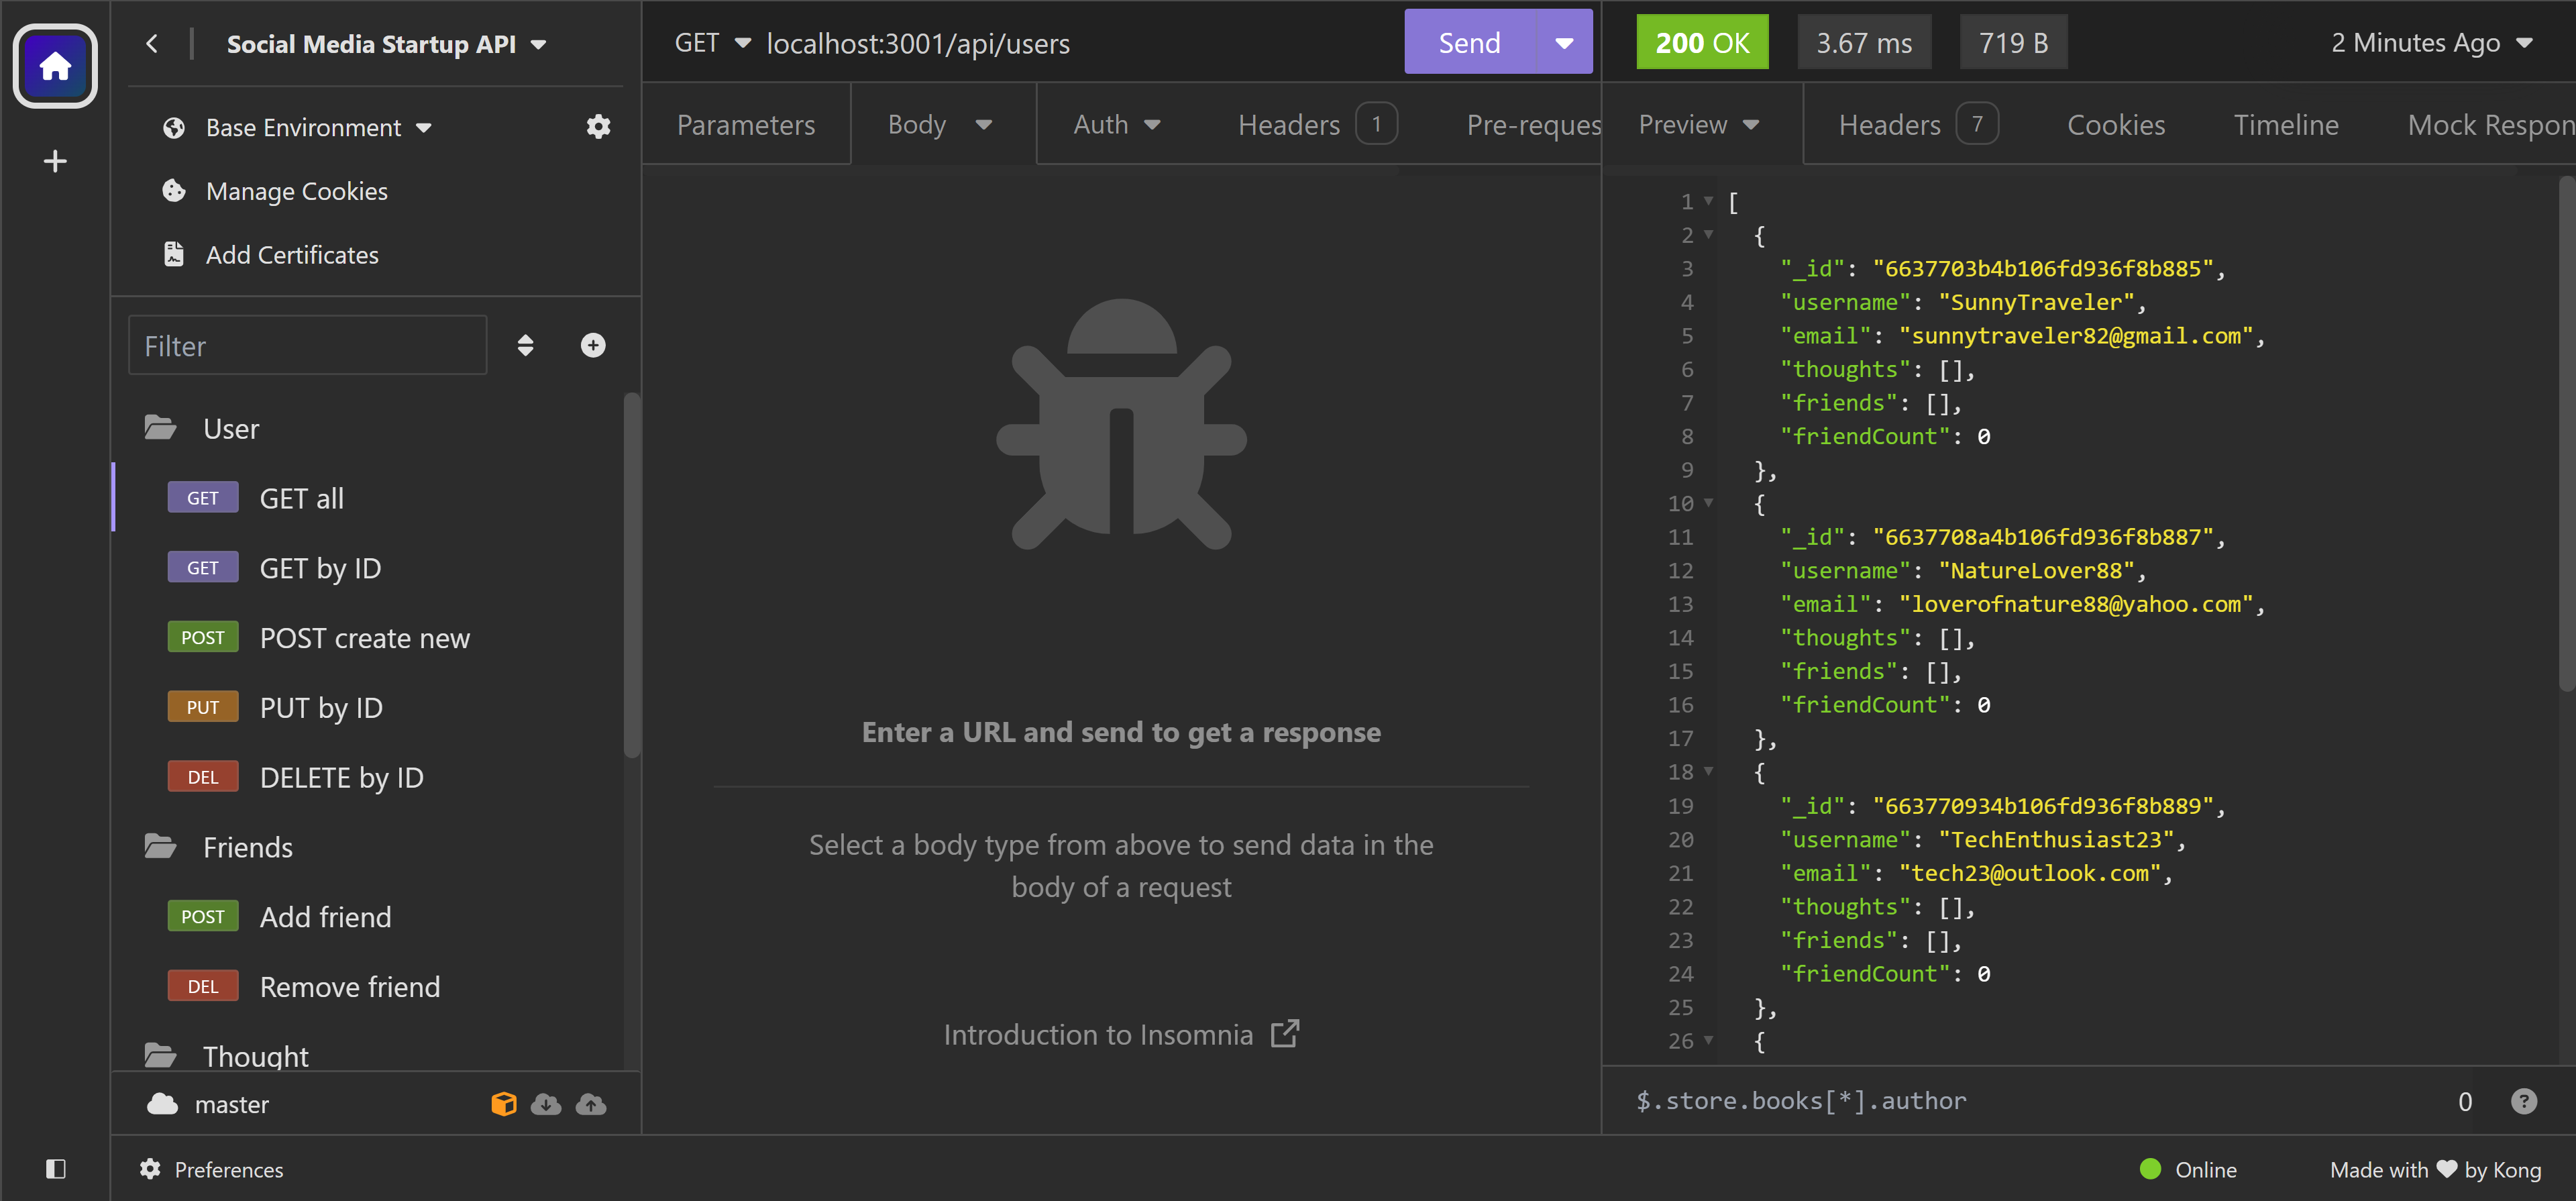 Social Media Startup API
Base Environment
Manage Cookies
Add Certificates
Filter
User
GET GET all
GET GET by ID
POST POST create new
PUT PUT by ID
DEL DELETE by ID
Friends
POST Add friend
DEL Remove friend
Thought
master
Preferences
GET localhost:3001/api/users
Send
Parameters Body Auth Headers 1 Pre-reques
Enter a URL and send to get a response
Select a body type from above to send data in the
body of a request
Introduction to Insomnia
200 OK 3.67 ms 719 B 2 Minutes Ago
Preview Headers 7 Cookies Timeline Mock Respon
1 [
2 {
3 "_id": "6637703b4b106fd936f8b885",
4 "username": "SunnyTraveler",
5 "email": "sunnytraveler82@gmail.com",
6 "thoughts": [],
7 "friends": [],
8 "friendCount": 0
9 },
10 {
11 "_id": "6637708a4b106fd936f8b887",
12 "username": "NatureLover88",
13 "email": "loverofnature88@yahoo.com",
14 "thoughts": [],
15 "friends": [],
16 "friendCount": 0
17 },
18 {
19 "_id": "663770934b106fd936f8b889",
20 "username": "TechEnthusiast23",
21 "email": "tech23@outlook.com",
22 "thoughts": [],
23 "friends": [],
24 "friendCount": 0
25 },
26 {
$.store.books[*].author 0 ?
Online Made with ♥ by Kong